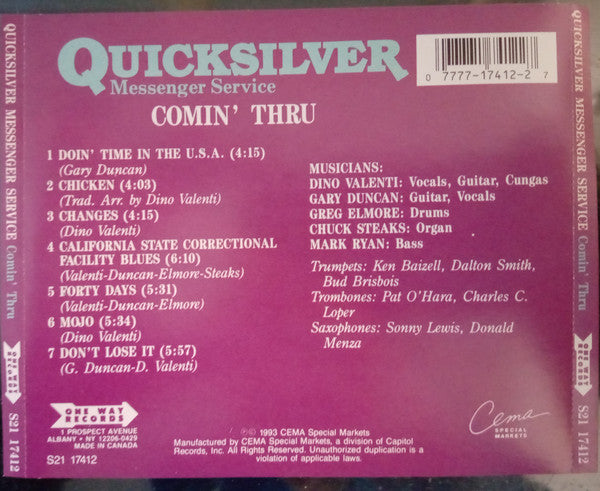 QUICKSILVER MESSENGER SERVICE Comin' Thru
ONE WAY RECORDS
S21 17412
QUICKSILVER
Messenger Service
COMIN' THRU
0 7777-17412-2 7
1 DOIN' TIME IN THE U.S.A. (4:15)
(Gary Duncan)
2 CHICKEN (4:03)
(Trad. Arr. by Dino Valenti)
3 CHANGES (4:15)
(Dino Valenti)
4 CALIFORNIA STATE CORRECTIONAL
FACILITY BLUES (6:10)
(Valenti-Duncan-Elmore-Steaks)
5 FORTY DAYS (5:31)
(Valenti-Duncan-Elmore)
6 MOJO (5:34)
(Dino Valenti)
7 DON'T LOSE IT (5:57)
(G. Duncan-D. Valenti)
MUSICIANS:
DINO VALENTI: Vocals, Guitar, Cungas
GARY DUNCAN: Guitar, Vocals
GREG ELMORE: Drums
CHUCK STEAKS: Organ
MARK RYAN: Bass
Trumpets: Ken Baizell, Dalton Smith,
Bud Brisbois
Trombones: Pat O'Hara, Charles C.
Loper
Saxophones: Sonny Lewis, Donald
Menza
ONE WAY
RECORDS
1 PROSPECT AVENUE
ALBANY • NY 12206-0429
MADE IN CANADA
S21 17412
℗© 1993 CEMA Special Markets
Manufactured by CEMA Special Markets, a division of Capitol
Records, Inc. All Rights Reserved. Unauthorized duplication is a
violation of applicable laws.
Cema
SPECIAL
MARKETS
QUICKSILVER MESSENGER SERVICE Comin' Thru
ONE WAY RECORDS
S21 17412